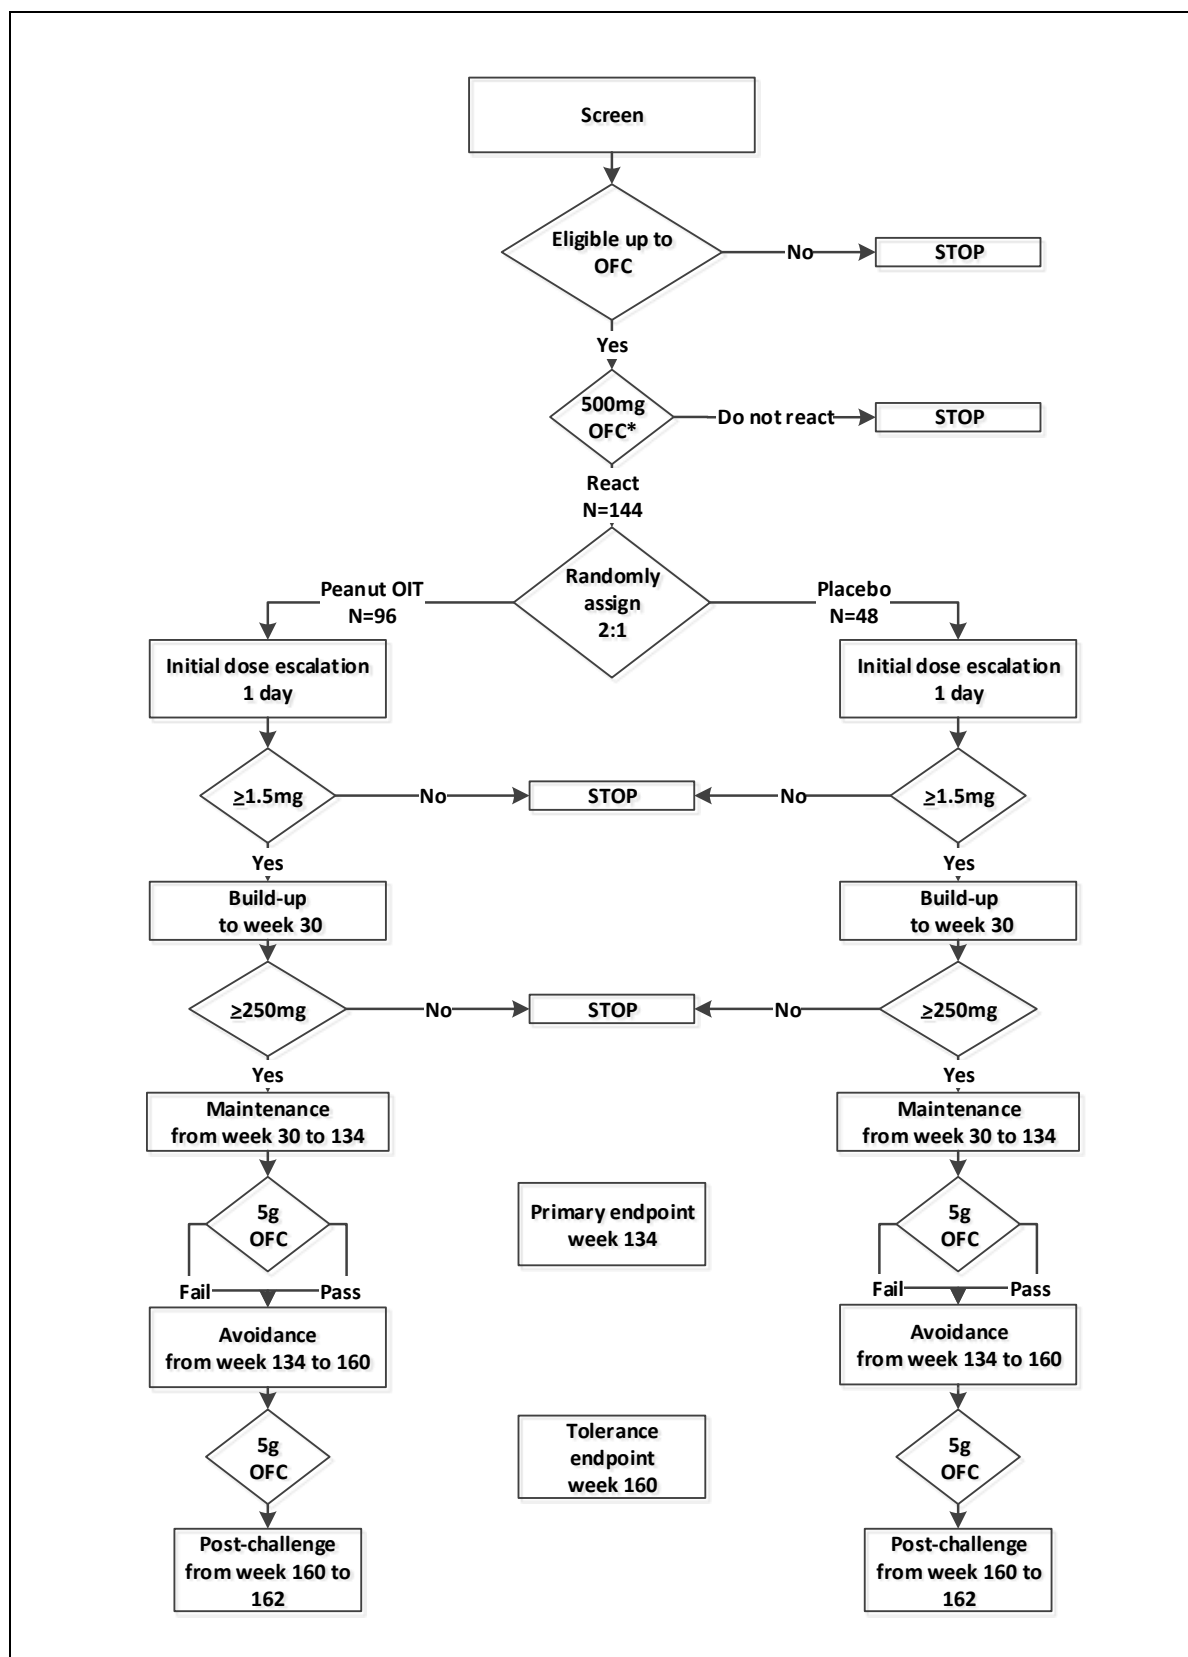 Screen
Eligible up to
OFC
No
STOP
Yes
500mg
OFC*
Do not react
STOP
React
N=144
Randomly
assign
2:1
Peanut OIT
N=96
Placebo
N=48
Initial dose escalation
1 day
Initial dose escalation
1 day
≥1.5mg
No
STOP
No
≥1.5mg
Yes
Yes
Build-up
to week 30
Build-up
to week 30
≥250mg
No
STOP
No
≥250mg
Yes
Yes
Maintenance
from week 30 to 134
Maintenance
from week 30 to 134
5g
OFC
Primary endpoint
week 134
5g
OFC
Fail
Pass
Fail
Pass
Avoidance
from week 134 to 160
Avoidance
from week 134 to 160
5g
OFC
Tolerance
endpoint
week 160
5g
OFC
Post-challenge
from week 160 to
162
Post-challenge
from week 160 to
162